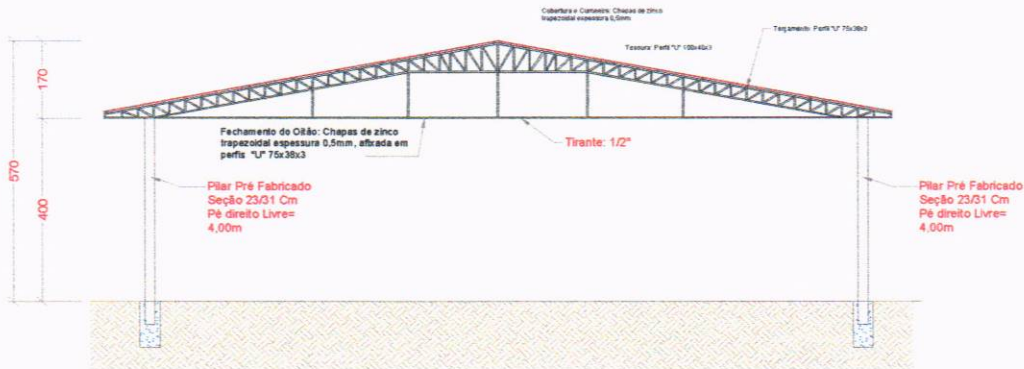 Cobertura e Cumeeira: Chapas de zinco
trapezoidal espessura 0,5mm
Terçamento: Perfil "U" 75x38x3
Tesoura: Perfil "U" 100x40x3
170
570
400
Fechamento do Oitão: Chapas de zinco
trapezoidal espessura 0,5mm, afixada em
perfis "U" 75x38x3
Tirante: 1/2"
Pilar Pré Fabricado
Seção 23/31 Cm
Pé direito Livre=
4,00m
Pilar Pré Fabricado
Seção 23/31 Cm
Pé direito Livre=
4,00m